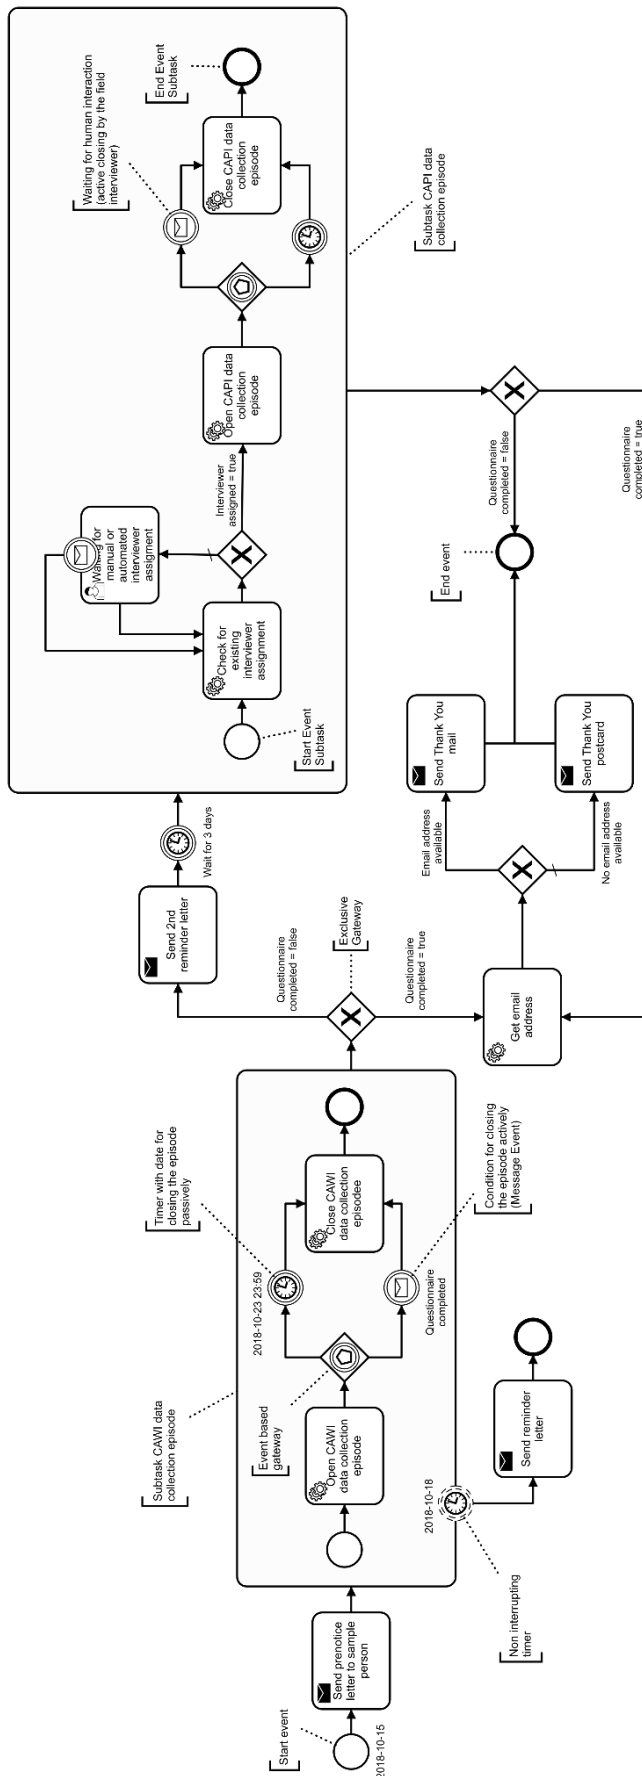 Start event
2018-10-15
Send prenotice
letter to sample
person
Subtask CAWI data
collection episode
Open CAWI
data collection
episode
Event based
gateway
Timer with date for
closing the episode
passively
2018-10-23 23:59
Questionnaire
completed
Close CAWI
data collection
episodee
Condition for closing
the episode actively
(Message Event)
2018-10-18
Non interrupting
timer
Send reminder
letter
Exclusive
Gateway
Questionnaire
completed = false
Questionnaire
completed = true
Send 2nd
reminder letter
Wait for 3 days
Get email
address
Email address
available
No email address
available
Send Thank You
mail
Send Thank You
postcard
End event
Start Event
Subtask
Check for
existing
interviewer
assignment
Waiting for
manual or
automated
interviewer
assigment
Interviewer
assigned = true
Open CAPI data
collection
episode
Waiting for human interaction
(active closing by the field
interviewer)
Close CAPI data
collection
episode
End Event
Subtask
Subtask CAPI data
collection episode
Questionnaire
completed = false
Questionnaire
completed = true